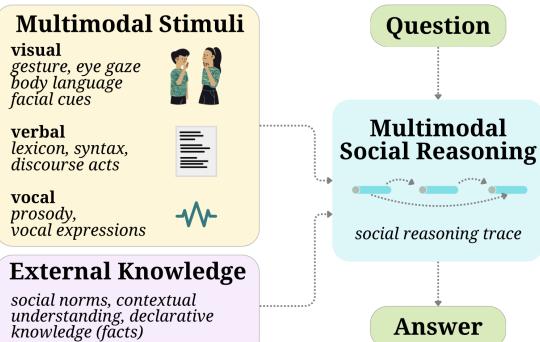 Multimodal Stimuli
visual
gesture, eye gaze
body language
facial cues
verbal
lexicon, syntax,
discourse acts
vocal
prosody,
vocal expressions
External Knowledge
social norms, contextual
understanding, declarative
knowledge (facts)
Question
Multimodal
Social Reasoning
social reasoning trace
Answer